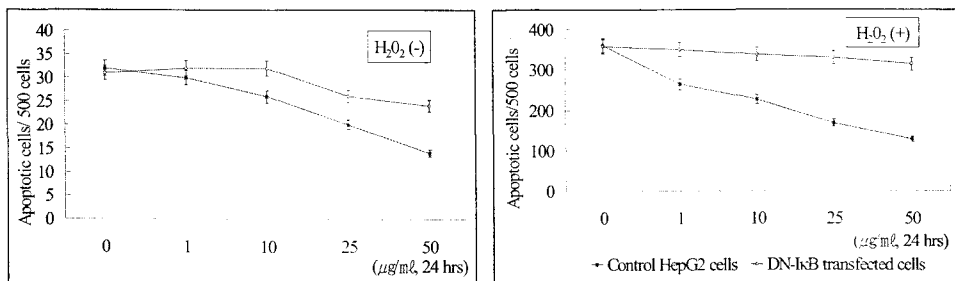 H₂O₂ (-)
Apoptotic cells/ 500 cells
40
35
30
25
20
15
10
5
0
0 1 10 25 50
(μg/㎖, 24 hrs)
H₂O₂ (+)
Apoptotic cells/500 cells
400
300
200
100
0
0 1 10 25 50
(μg/㎖, 24 hrs)
Control HepG2 cells DN-IκB transfected cells